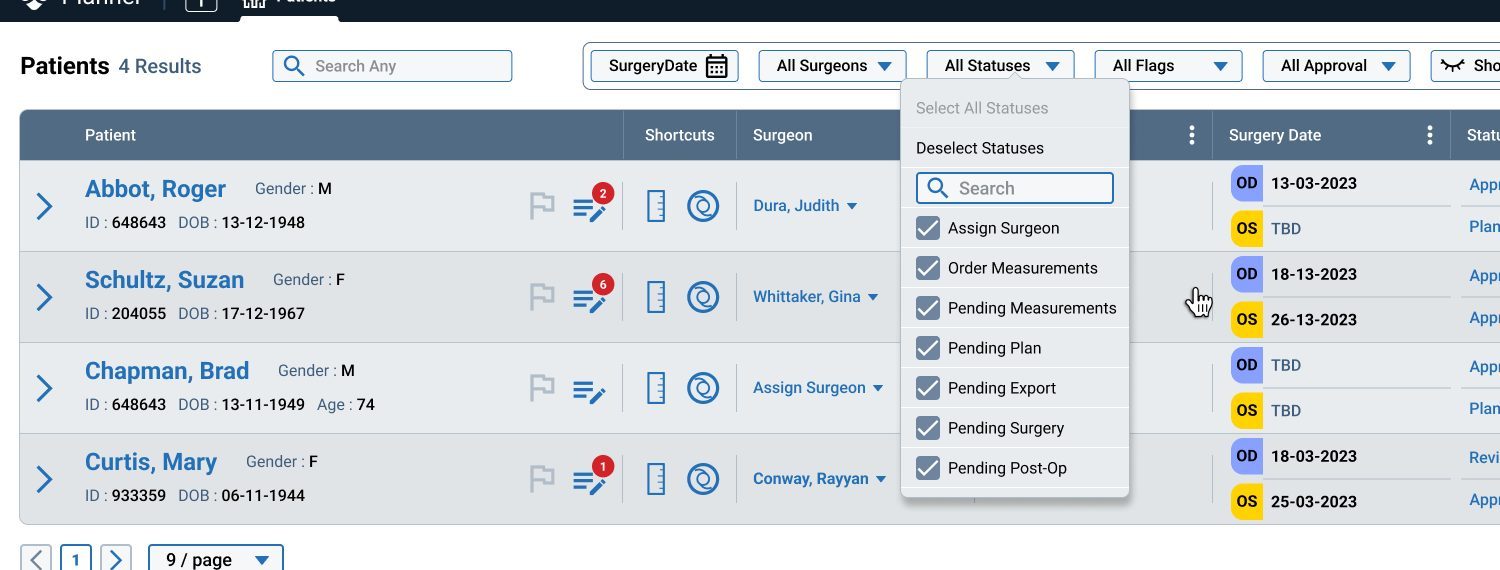 Patients
Patients 4 Results
Search Any
SurgeryDate
All Surgeons
All Statuses
All Flags
All Approval
Patient
Shortcuts
Surgeon
Surgery Date
Select All Statuses
Deselect Statuses
Search
Assign Surgeon
Order Measurements
Pending Measurements
Pending Plan
Pending Export
Pending Surgery
Pending Post-Op
Abbot, Roger Gender : M
ID : 648643 DOB : 13-12-1948
2
Dura, Judith
OD 13-03-2023
OS TBD
Schultz, Suzan Gender : F
ID : 204055 DOB : 17-12-1967
6
Whittaker, Gina
OD 18-13-2023
OS 26-13-2023
Chapman, Brad Gender : M
ID : 648643 DOB : 13-11-1949 Age : 74
Assign Surgeon
OD TBD
OS TBD
Curtis, Mary Gender : F
ID : 933359 DOB : 06-11-1944
1
Conway, Rayyan
OD 18-03-2023
OS 25-03-2023
1
9 / page